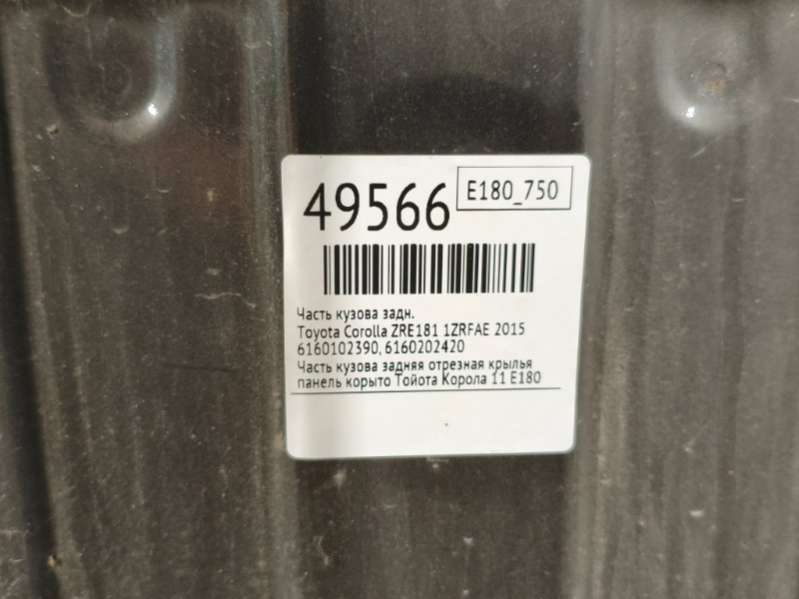 49566
E180_750
Часть кузова задн.
Toyota Corolla ZRE181 1ZRFAE 2015
6160102390, 6160202420
Часть кузова задняя отрезная крылья
панель корыто Тойота Корола 11 E180